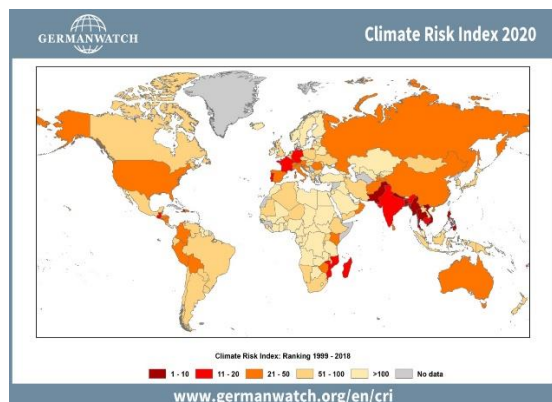 GERMANWATCH
Climate Risk Index 2020
Climate Risk Index: Ranking 1999 - 2018
1 - 10
11 - 20
21 - 50
51 - 100
>100
No data
www.germanwatch.org/en/cri